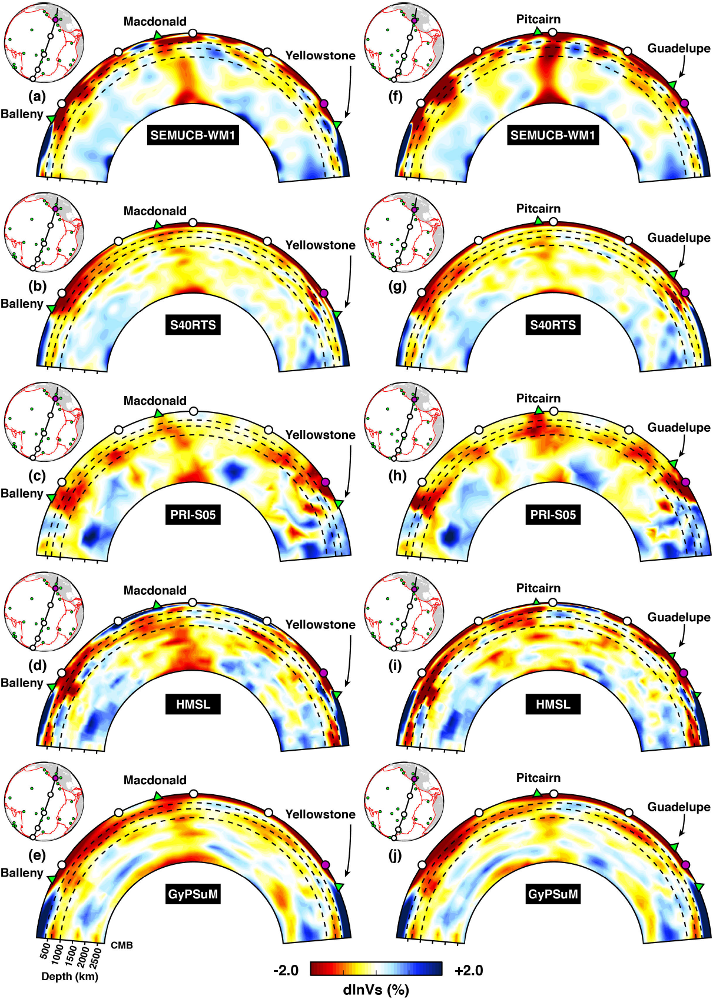 Macdonald
Yellowstone
(a)
Balleny
SEMUCB-WM1
Pitcairn
Guadelupe
(f)
SEMUCB-WM1
Macdonald
Yellowstone
(b)
Balleny
S40RTS
Pitcairn
Guadelupe
(g)
S40RTS
Macdonald
Yellowstone
(c)
Balleny
PRI-S05
Pitcairn
Guadelupe
(h)
PRI-S05
Macdonald
Yellowstone
(d)
Balleny
HMSL
Pitcairn
Guadelupe
(i)
HMSL
Macdonald
Yellowstone
(e)
Balleny
GyPSuM
Pitcairn
Guadelupe
(j)
GyPSuM
500
1000
1500
2000
2500
CMB
Depth (km)
-2.0
+2.0
dlnVs (%)